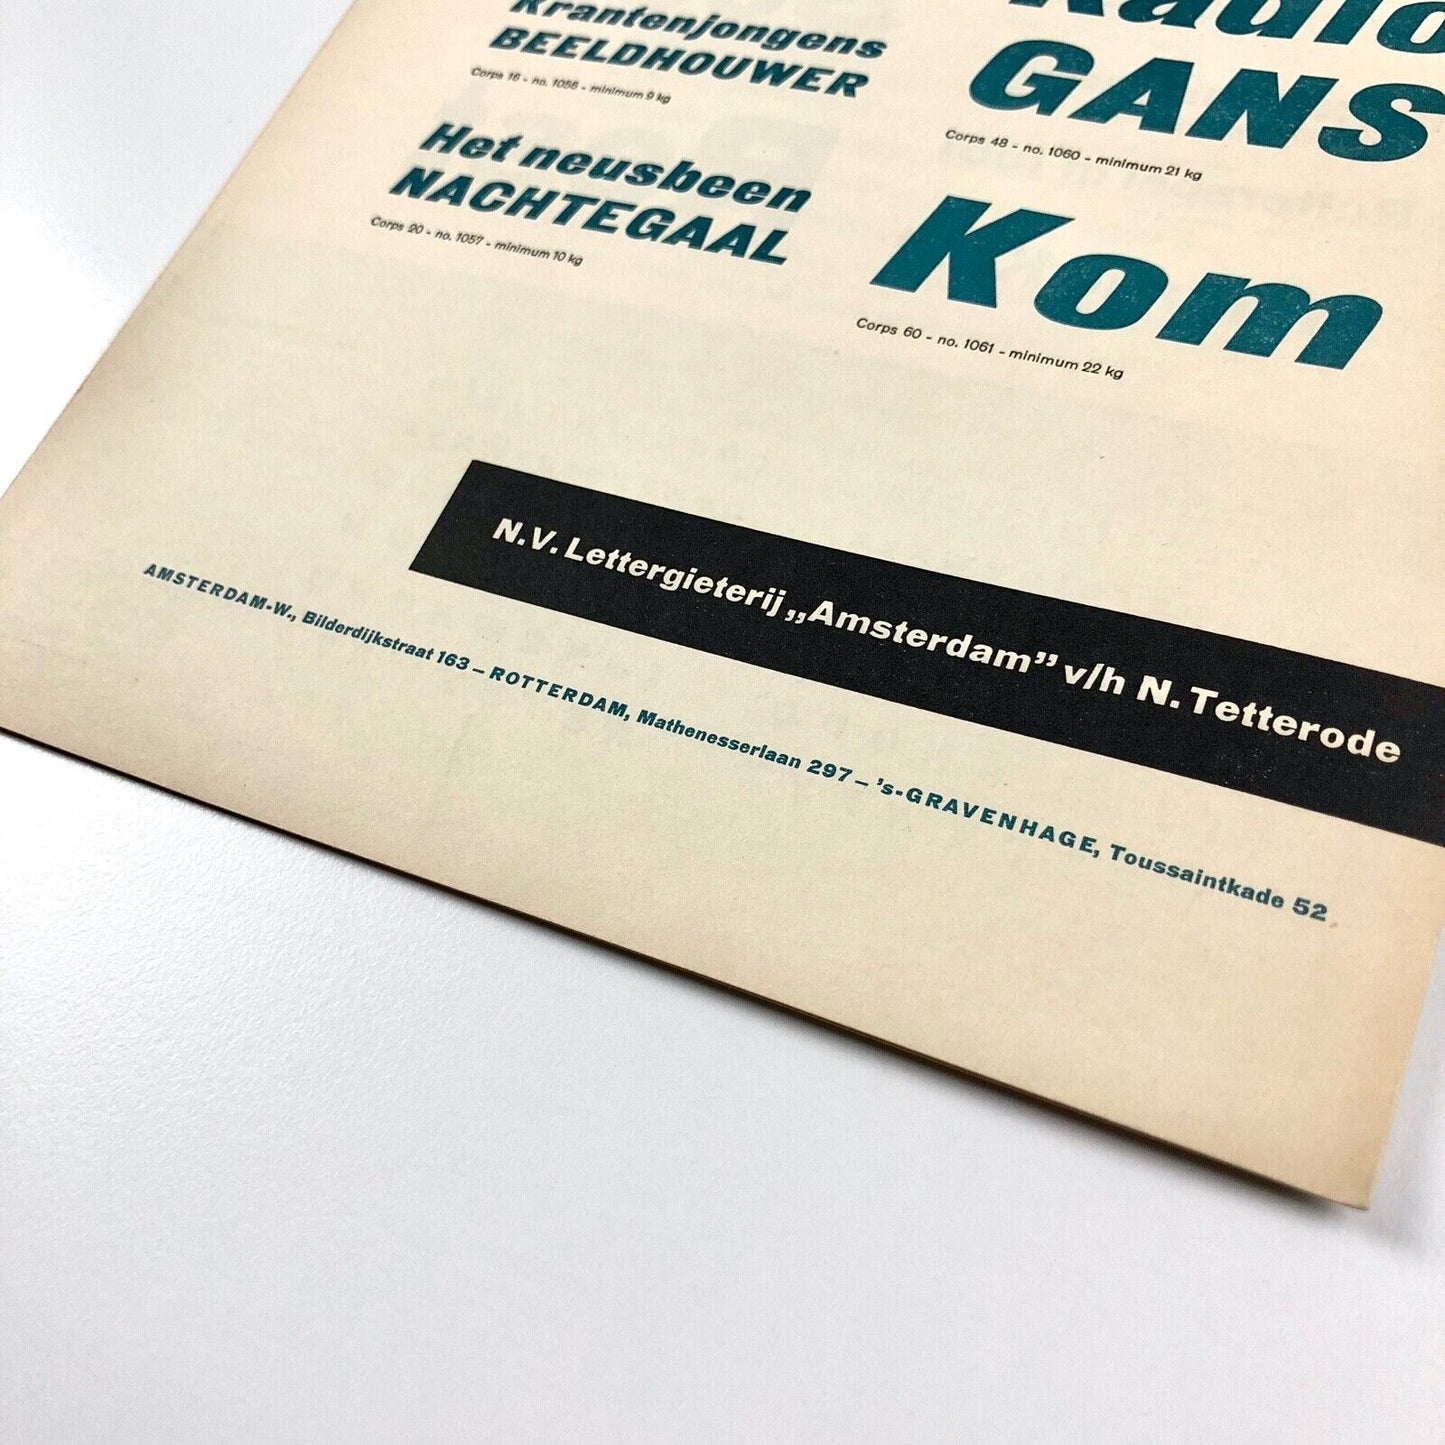 Krantenjongens
BEELDHOUWER
Corps 16 - no. 1056 - minimum 9 kg
Het neusbeen
NACHTEGAAL
Corps 20 - no. 1057 - minimum 10 kg
Radio
GANS
Corps 48 - no. 1060 - minimum 21 kg
Kom
Corps 60 - no. 1061 - minimum 22 kg
N.V. Lettergieterij „Amsterdam” v/h N. Tetterode
AMSTERDAM-W., Bilderdijkstraat 163 – ROTTERDAM, Mathenesserlaan 297 – 's-GRAVENHAGE, Toussaintkade 52